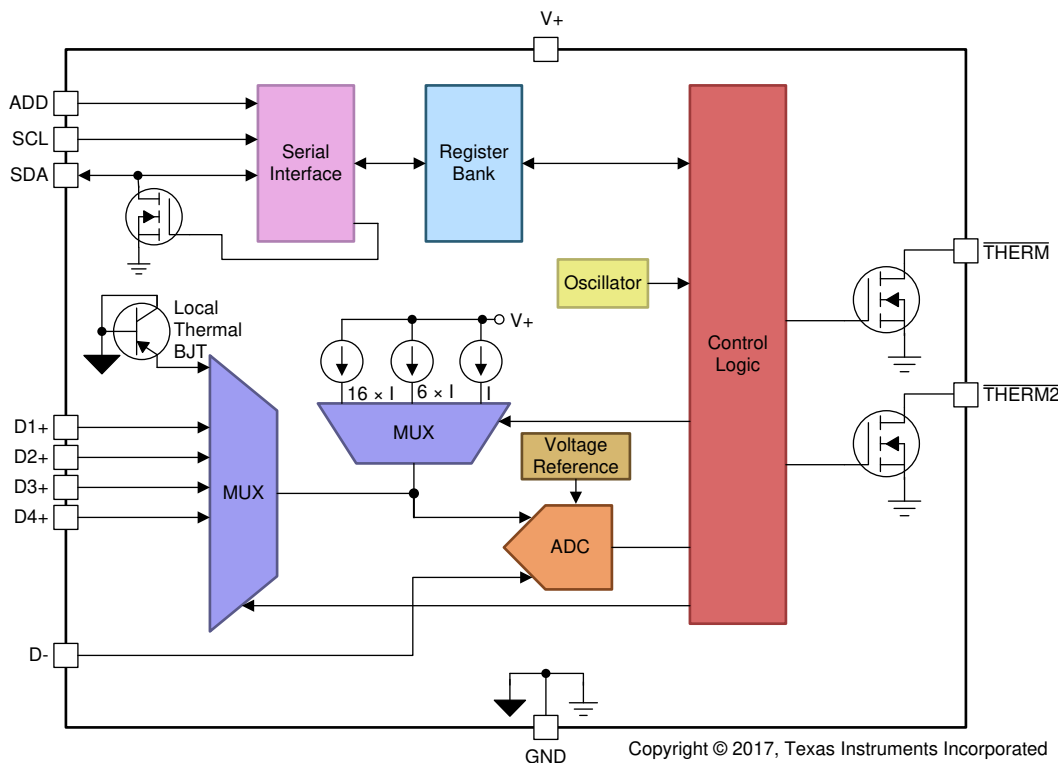 V+
ADD
SCL
SDA
Serial
Interface
Register
Bank
THERM
Oscillator
Local
Thermal
BJT
V+
16 × I
6 × I
I
Control
Logic
THERM2
D1+
D2+
D3+
D4+
MUX
MUX
Voltage
Reference
ADC
D-
GND
Copyright © 2017, Texas Instruments Incorporated